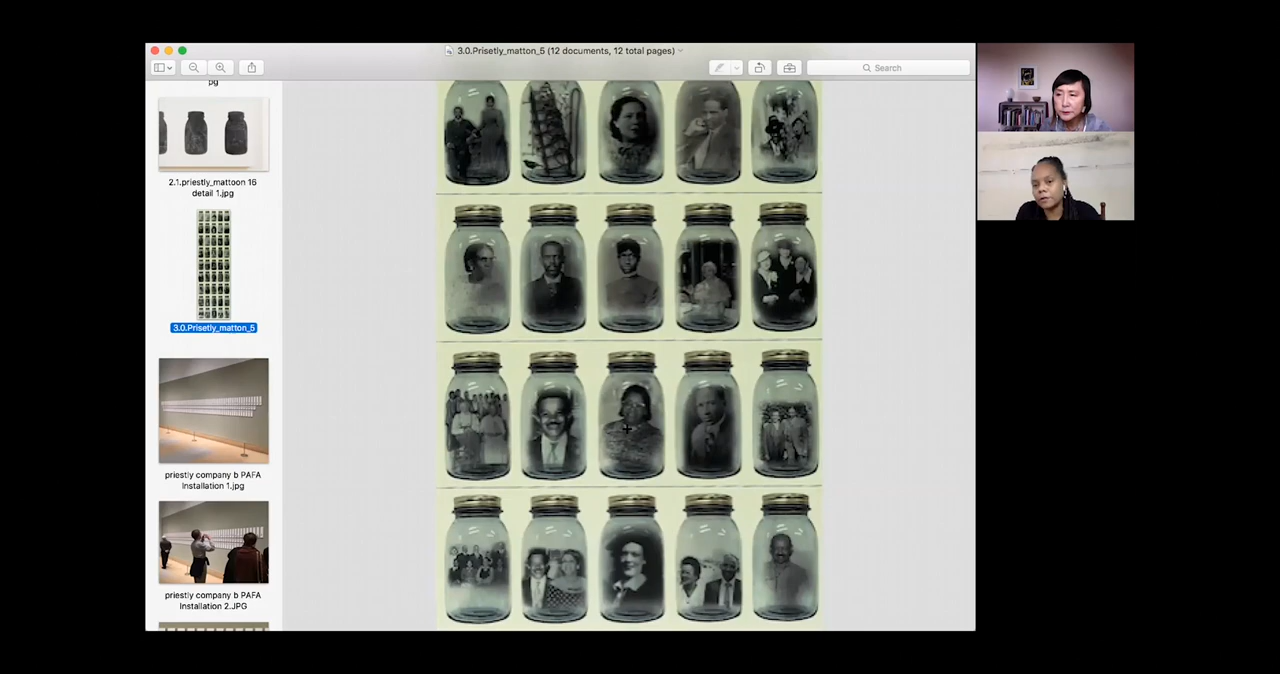 3.0.Prisetly_matton_5 (12 documents, 12 total pages)
Search
pg
2.1.priestly_mattoon 16
detail 1.jpg
3.0.Prisetly_matton_5
priestly company b PAFA
Installation 1.jpg
priestly company b PAFA
Installation 2.JPG